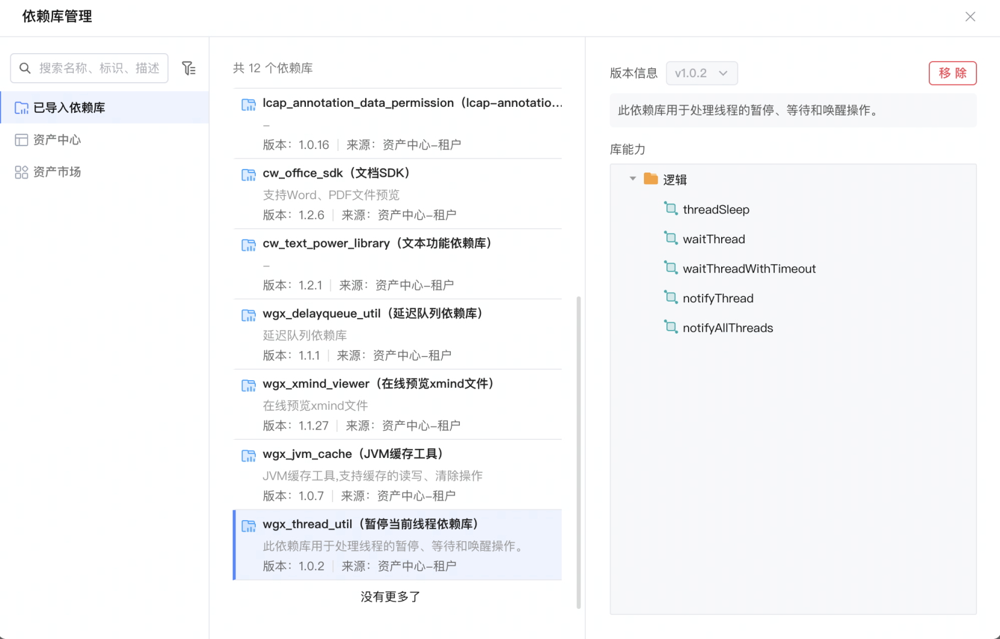 依赖库管理
搜索名称、标识、描述
已导入依赖库
资产中心
资产市场
共 12 个依赖库
lcap_annotation_data_permission（lcap-annotatio...
–
版本：1.0.16 | 来源：资产中心-租户
cw_office_sdk（文档SDK）
支持Word、PDF文件预览
版本：1.2.6 | 来源：资产中心-租户
cw_text_power_library（文本功能依赖库）
–
版本：1.2.1 | 来源：资产中心-租户
wgx_delayqueue_util（延迟队列依赖库）
延迟队列依赖库
版本：1.1.1 | 来源：资产中心-租户
wgx_xmind_viewer（在线预览xmind文件）
在线预览xmind文件
版本：1.1.27 | 来源：资产中心-租户
wgx_jvm_cache（JVM缓存工具）
JVM缓存工具,支持缓存的读写、清除操作
版本：1.0.7 | 来源：资产中心-租户
wgx_thread_util（暂停当前线程依赖库）
此依赖库用于处理线程的暂停、等待和唤醒操作。
版本：1.0.2 | 来源：资产中心-租户
没有更多了
版本信息 v1.0.2
移 除
此依赖库用于处理线程的暂停、等待和唤醒操作。
库能力
逻辑
threadSleep
waitThread
waitThreadWithTimeout
notifyThread
notifyAllThreads